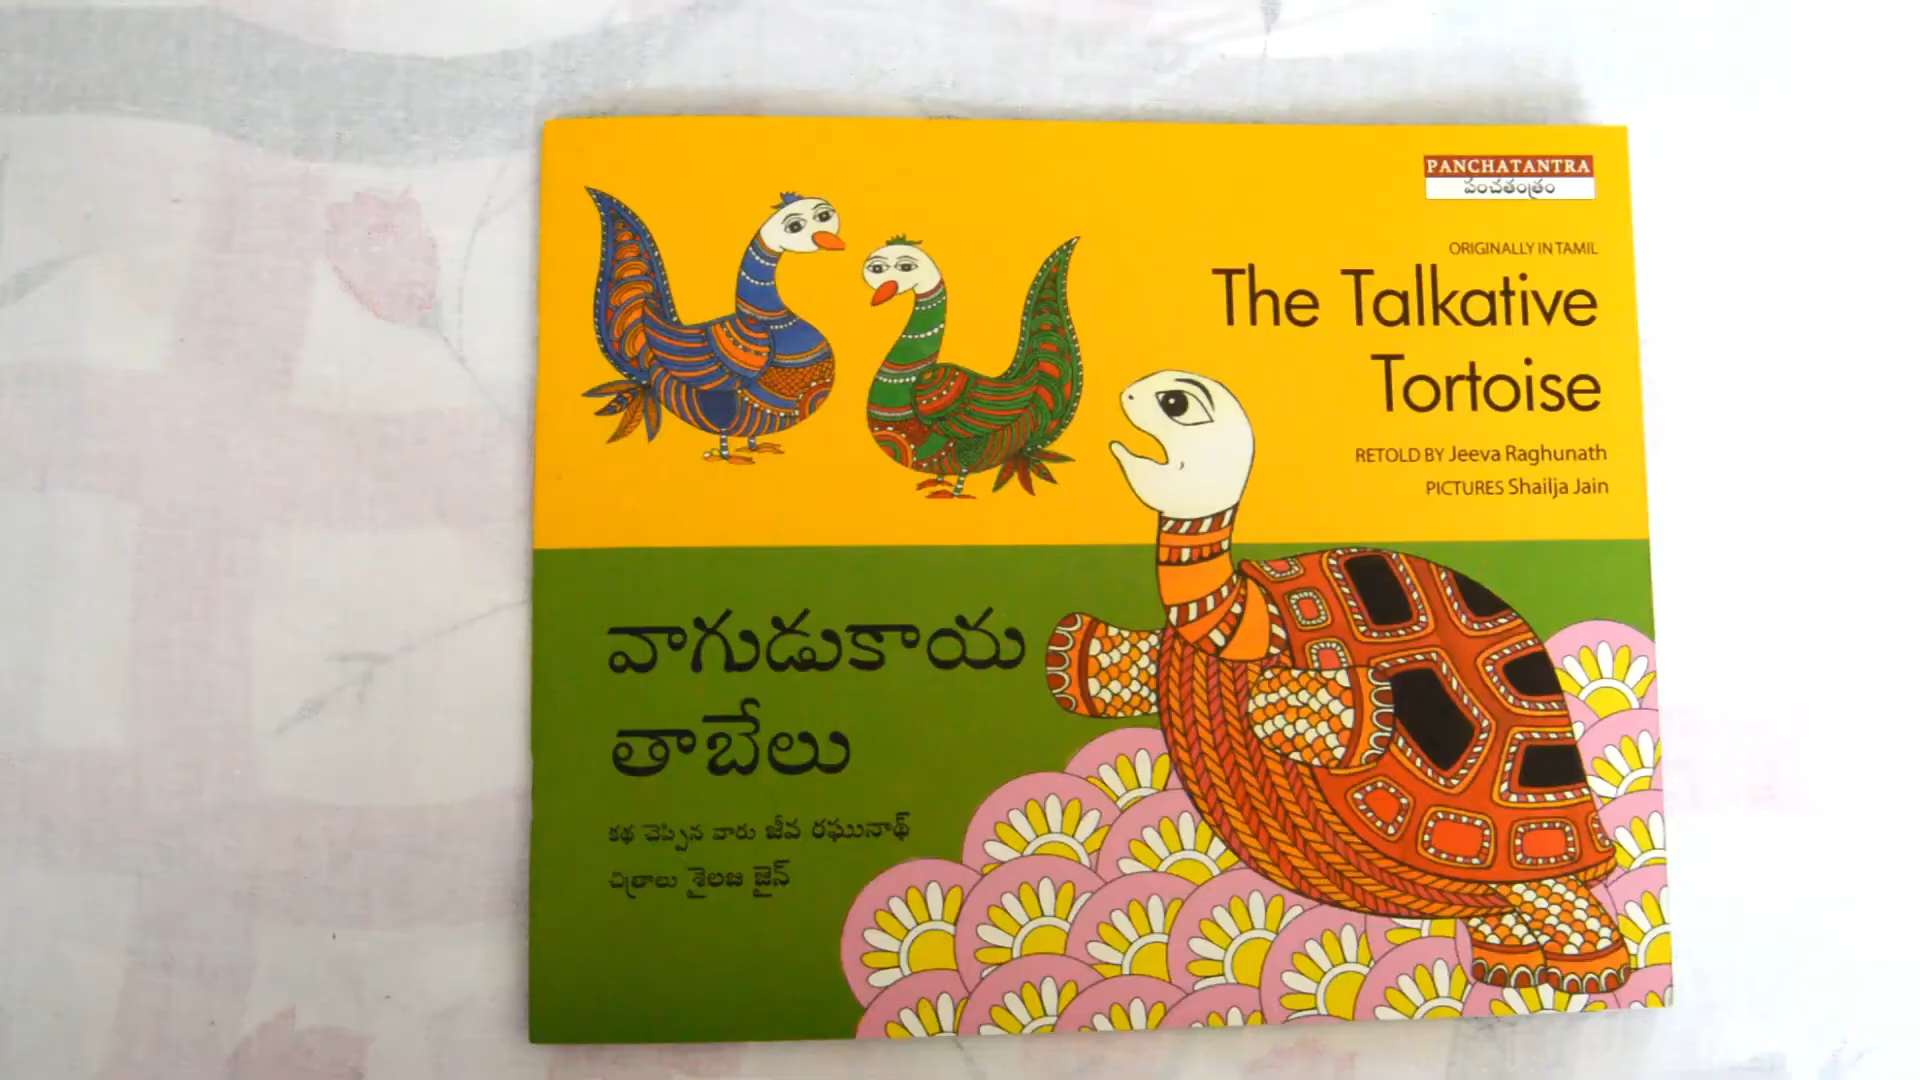 PANCHATANTRA
పంచతంత్రం
ORIGINALLY IN TAMIL
The Talkative
Tortoise
RETOLD BY Jeeva Raghunath
PICTURES Shailja Jain
వాగుడుకాయ
తాబేలు
కథ చెప్పిన వారు జీవ రఘునాథ్
చిత్రాలు శైలజ జైన్